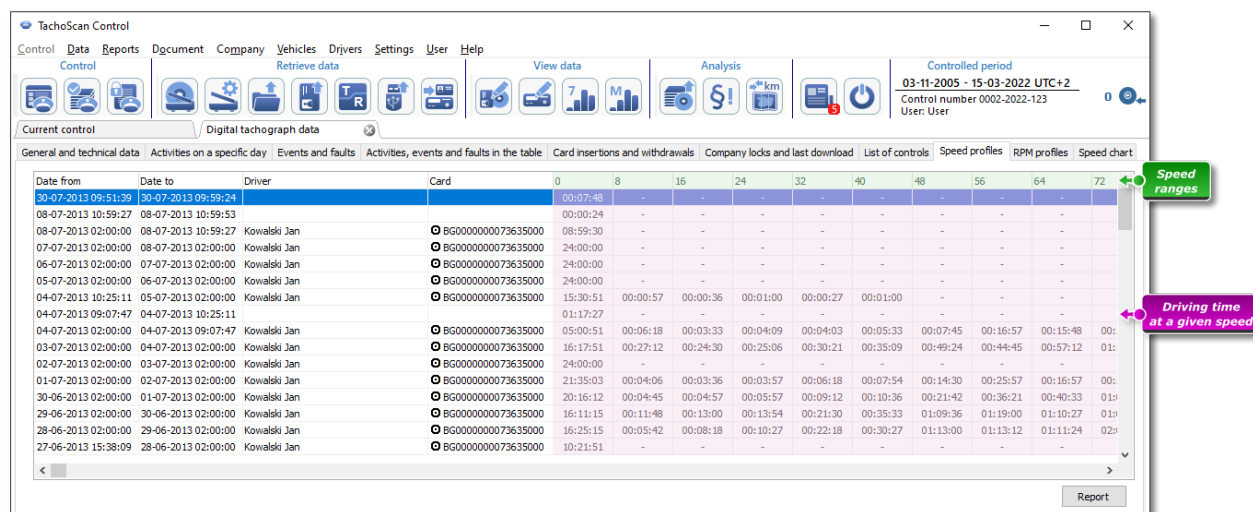 TachoScan Control
Control Data Reports Document Company Vehicles Drivers Settings User Help
Control Retrieve data View data Analysis Controlled period
03-11-2005 - 15-03-2022 UTC+2
Control number 0002-2022-123
User: User
T R 7 M §! km 5 0
Current control Digital tachograph data
General and technical data Activities on a specific day Events and faults Activities, events and faults in the table Card insertions and withdrawals Company locks and last download List of controls Speed profiles RPM profiles Speed chart
Date from Date to Driver Card 0 8 16 24 32 40 48 56 64 72
Speed
ranges
30-07-2013 09:51:39 30-07-2013 09:59:24 00:07:48 - - - - - - - -
08-07-2013 10:59:27 08-07-2013 10:59:53 00:00:24 - - - - - - - -
08-07-2013 02:00:00 08-07-2013 10:59:27 Kowalski Jan BG0000000073635000 08:59:30 - - - - - - - -
07-07-2013 02:00:00 08-07-2013 02:00:00 Kowalski Jan BG0000000073635000 24:00:00 - - - - - - - -
06-07-2013 02:00:00 07-07-2013 02:00:00 Kowalski Jan BG0000000073635000 24:00:00 - - - - - - - -
05-07-2013 02:00:00 06-07-2013 02:00:00 Kowalski Jan BG0000000073635000 24:00:00 - - - - - - - -
04-07-2013 10:25:11 05-07-2013 02:00:00 Kowalski Jan BG0000000073635000 15:30:51 00:00:57 00:00:36 00:01:00 00:00:27 00:01:00 - - -
04-07-2013 09:07:47 04-07-2013 10:25:11 01:17:27 - - - - - - - -
Driving time
at a given speed
04-07-2013 02:00:00 04-07-2013 09:07:47 Kowalski Jan BG0000000073635000 05:00:51 00:06:18 00:03:33 00:04:09 00:04:03 00:05:33 00:07:45 00:16:57 00:15:48 00:
03-07-2013 02:00:00 04-07-2013 02:00:00 Kowalski Jan BG0000000073635000 16:17:51 00:27:12 00:24:30 00:25:06 00:30:21 00:35:09 00:49:24 00:44:45 00:57:12 01:
02-07-2013 02:00:00 03-07-2013 02:00:00 Kowalski Jan BG0000000073635000 24:00:00 - - - - - - - -
01-07-2013 02:00:00 02-07-2013 02:00:00 Kowalski Jan BG0000000073635000 21:35:03 00:04:06 00:03:36 00:03:57 00:06:18 00:07:54 00:14:30 00:25:57 00:16:57 00:
30-06-2013 02:00:00 01-07-2013 02:00:00 Kowalski Jan BG0000000073635000 20:16:12 00:04:45 00:04:57 00:05:57 00:09:12 00:10:36 00:21:42 00:36:21 00:40:33 01:
29-06-2013 02:00:00 30-06-2013 02:00:00 Kowalski Jan BG0000000073635000 16:11:15 00:11:48 00:13:00 00:13:54 00:21:30 00:35:33 01:09:36 01:19:00 01:10:27 01:
28-06-2013 02:00:00 29-06-2013 02:00:00 Kowalski Jan BG0000000073635000 16:25:15 00:05:42 00:08:18 00:10:27 00:22:18 00:30:27 01:13:00 01:13:12 01:11:24 02:
27-06-2013 15:38:09 28-06-2013 02:00:00 Kowalski Jan BG0000000073635000 10:21:51 - - - - - - - -
Report